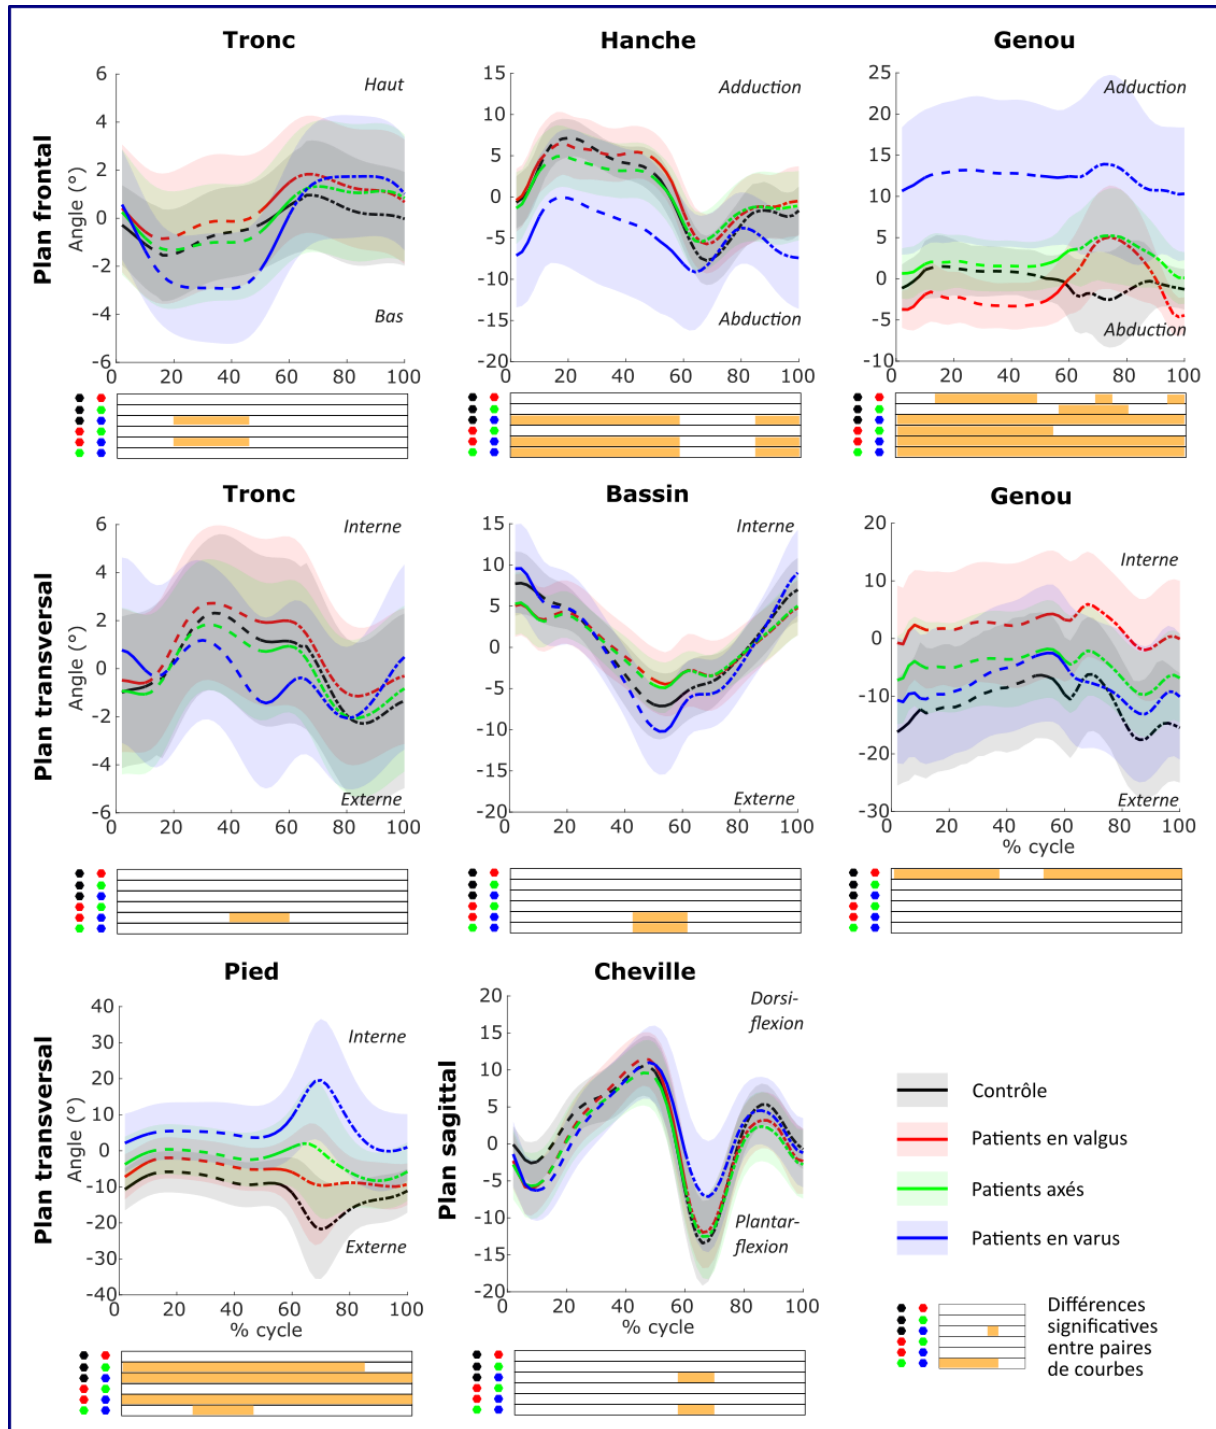 Tronc
Hanche
Genou
Plan frontal
Angle (°)
6
4
2
0
-2
-4
-6
Haut
Bas
0 20 40 60 80 100
15
10
5
0
-5
-10
-15
-20
Adduction
Abduction
0 20 40 60 80 100
25
20
15
10
5
0
-5
-10
Adduction
Abduction
0 20 40 60 80 100
Tronc
Bassin
Genou
Plan transversal
Angle (°)
6
4
2
0
-2
-4
-6
Interne
Externe
0 20 40 60 80 100
15
10
5
0
-5
-10
-15
-20
Interne
Externe
0 20 40 60 80 100
20
10
0
-10
-20
-30
Interne
Externe
0 20 40 60 80 100
% cycle
Pied
Cheville
Plan transversal
Angle (°)
40
30
20
10
0
-10
-20
-30
-40
Interne
Externe
0 20 40 60 80 100
% cycle
Plan sagittal
20
15
10
5
0
-5
-10
-15
-20
Dorsi-
flexion
Plantar-
flexion
0 20 40 60 80 100
% cycle
Contrôle
Patients en valgus
Patients axés
Patients en varus
Différences
significatives
entre paires
de courbes